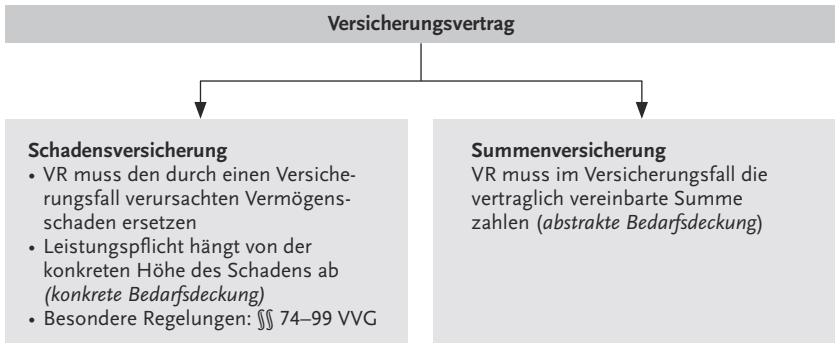 Versicherungsvertrag
Schadensversicherung
• VR muss den durch einen Versiche-
rungsfall verursachten Vermögens-
schaden ersetzen
• Leistungspflicht hängt von der
konkreten Höhe des Schadens ab
(konkrete Bedarfsdeckung)
• Besondere Regelungen: §§ 74–99 VVG
Summenversicherung
VR muss im Versicherungsfall die
vertraglich vereinbarte Summe
zahlen (abstrakte Bedarfsdeckung)